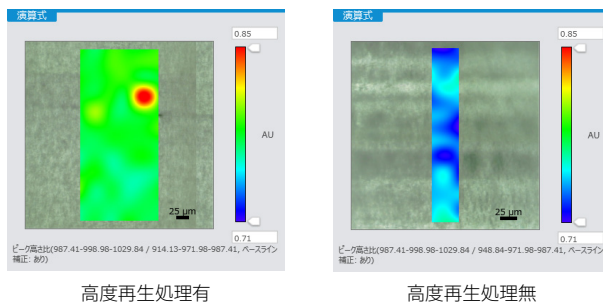 演算式
0.85
AU
25 μm
0.71
ピーク高さ比(987.41-998.98-1029.84 / 914.13-971.98-987.41, ベースライン
補正: あり)
高度再生処理有
演算式
0.85
AU
25 μm
0.71
ピーク高さ比(987.41-998.98-1029.84 / 948.84-971.98-987.41, ベースライン
補正: あり)
高度再生処理無